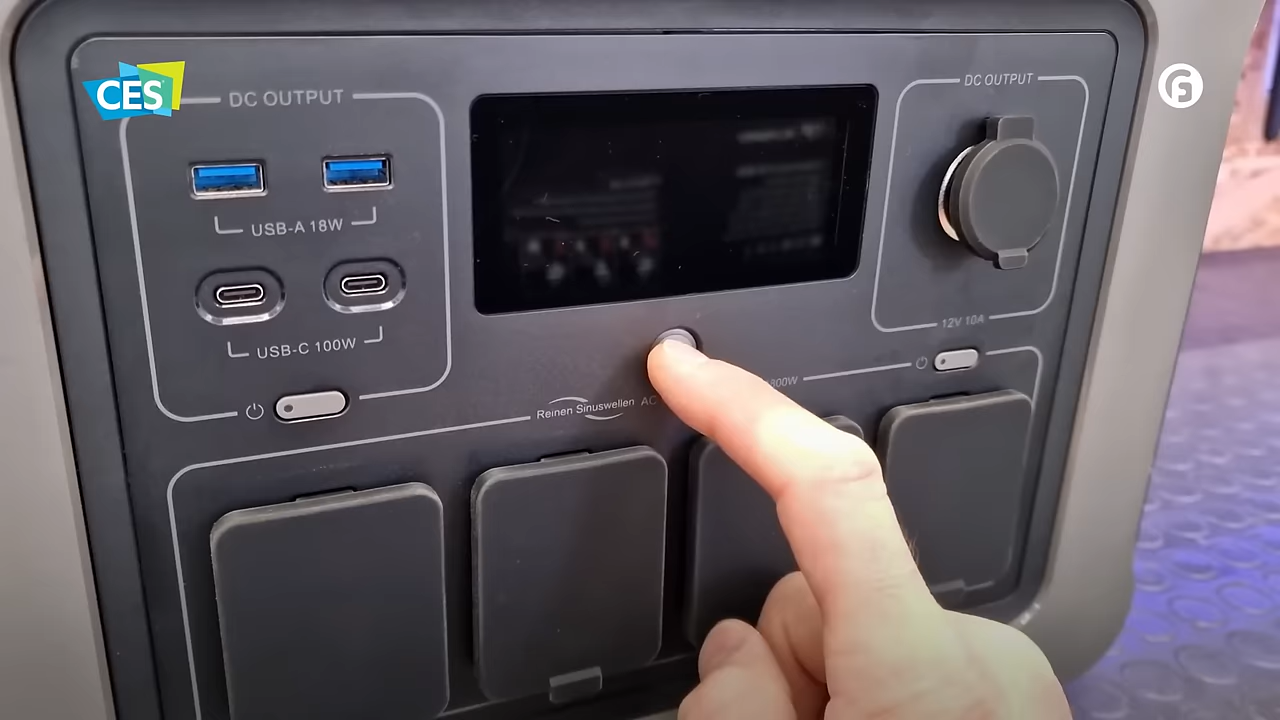 CES
DC OUTPUT
DC OUTPUT
USB-A 18W
USB-C 100W
12V 10A
Reinen Sinuswellen AC
800W